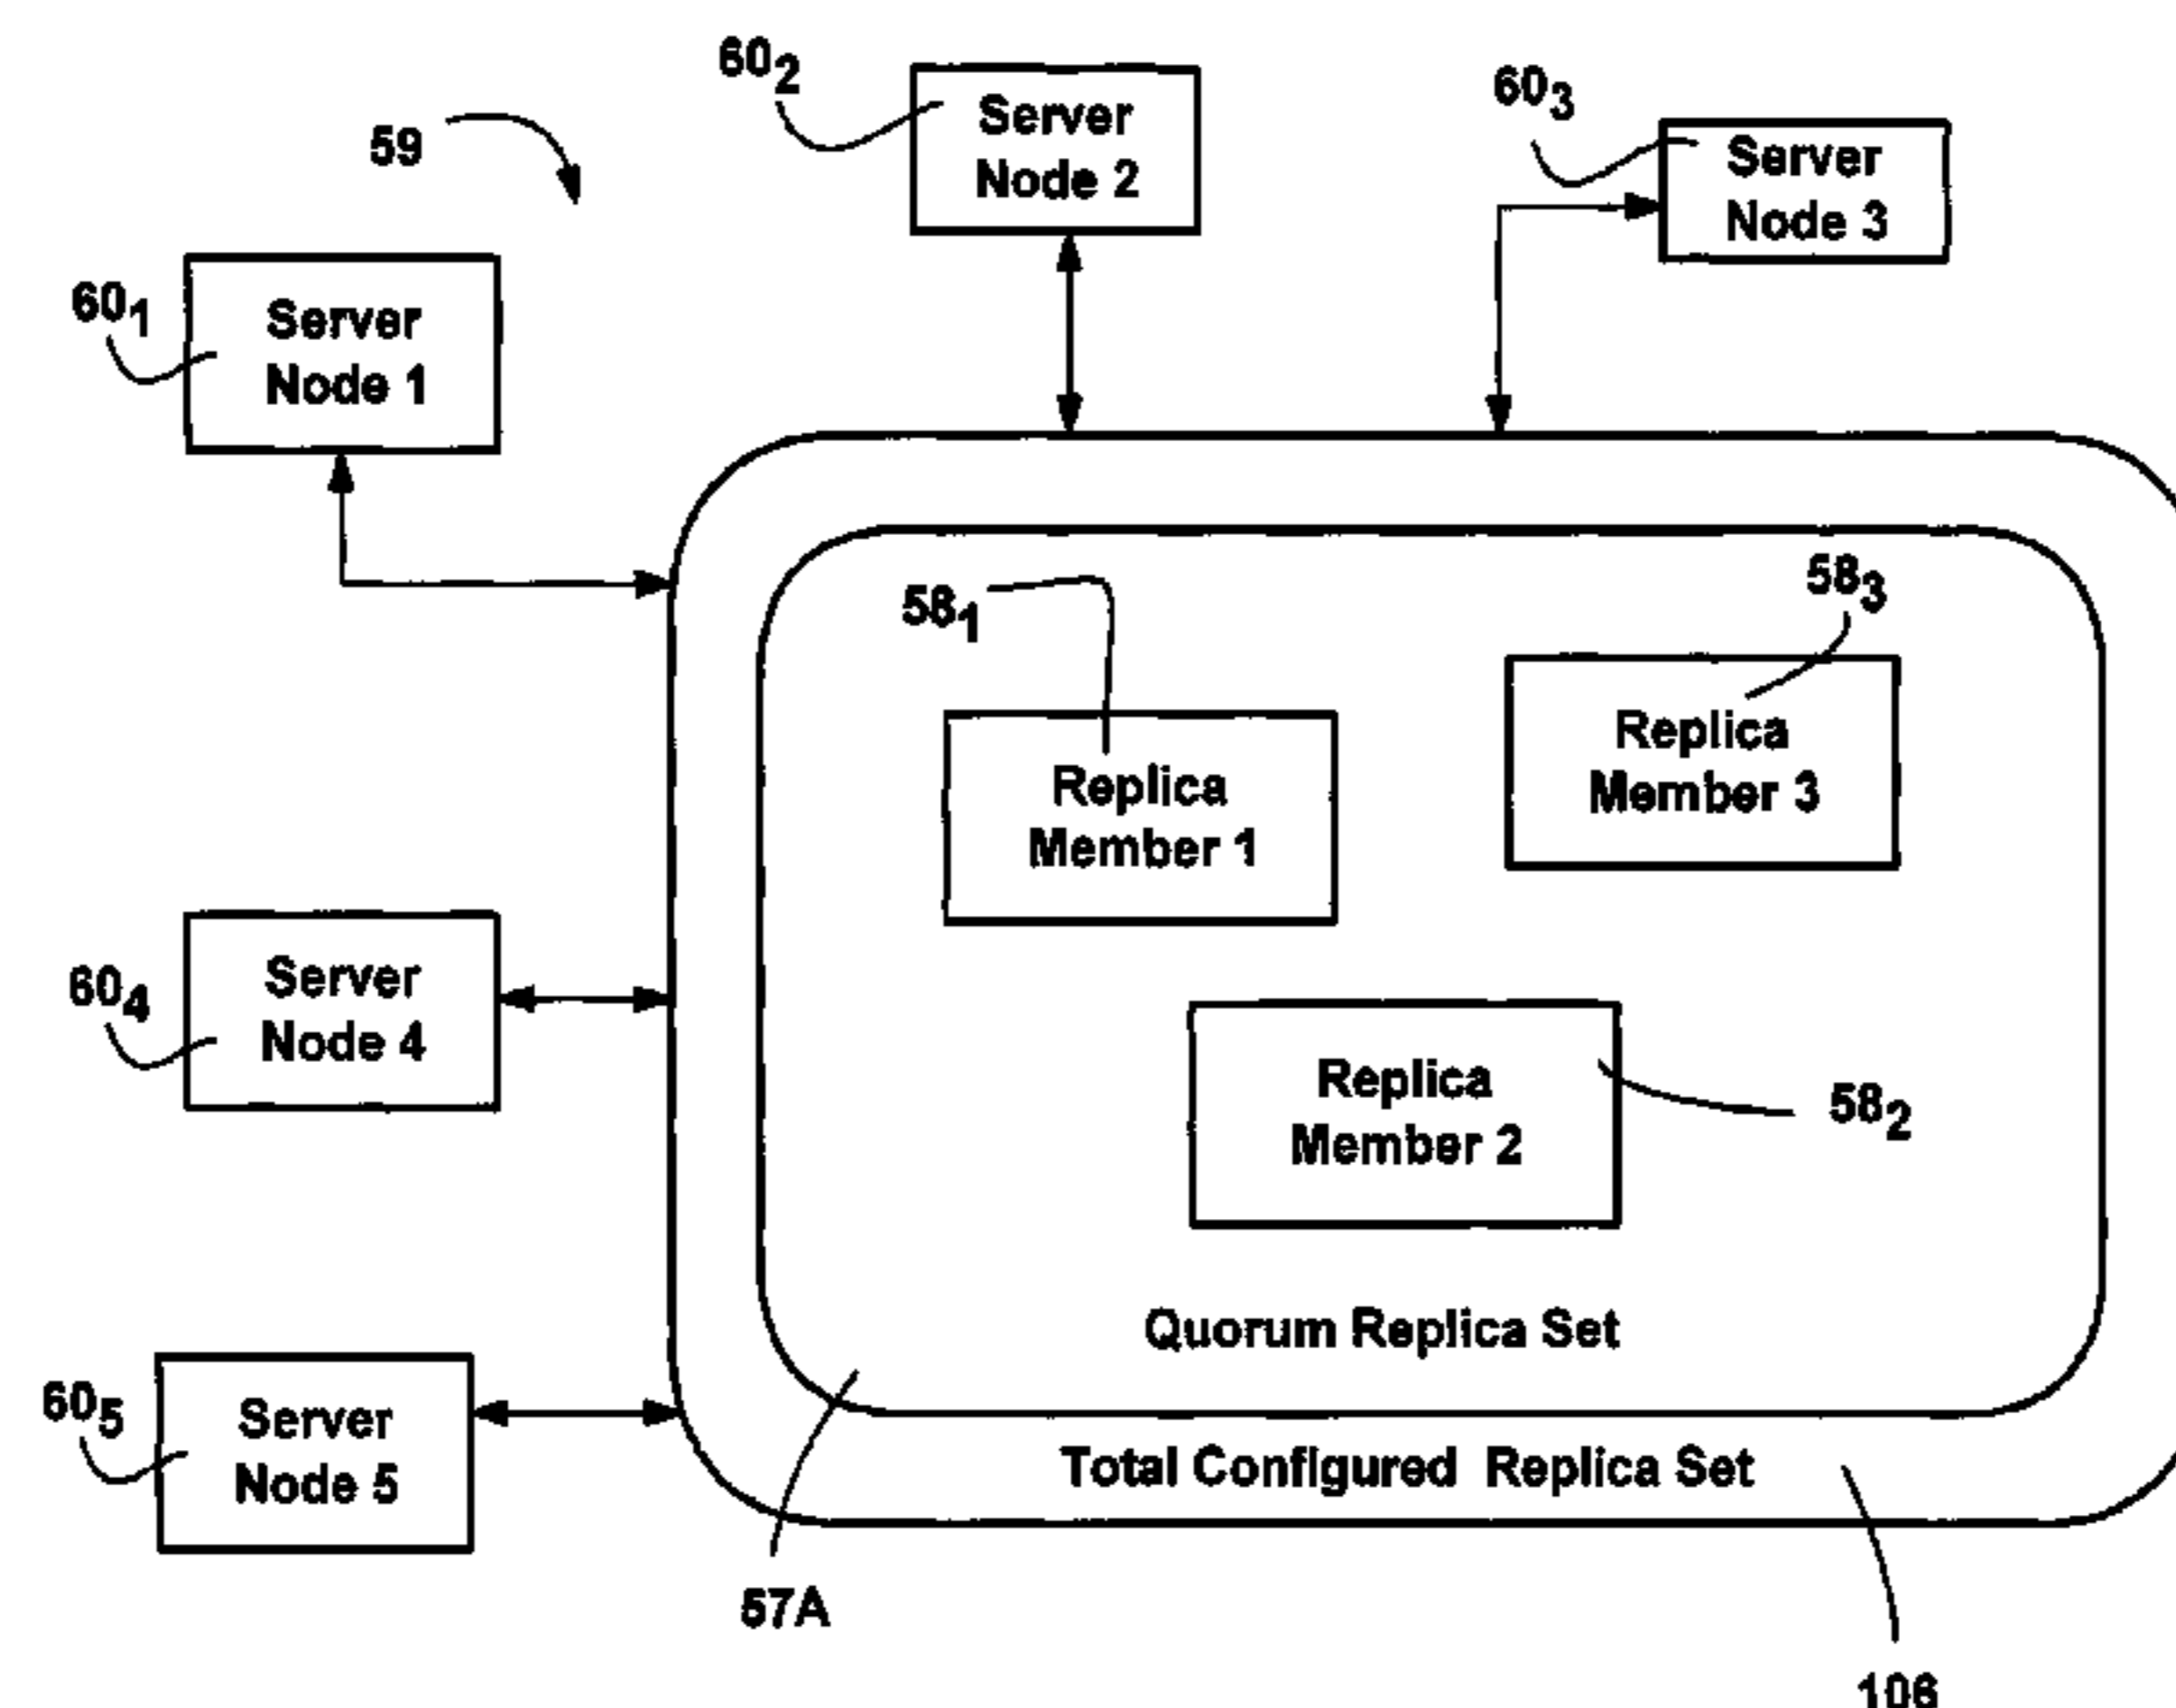 60₂
60₃
59
Server
Node 2
Server
Node 3
60₁
Server
Node 1
58₁
58₃
Replica
Member 1
Replica
Member 3
60₄
Server
Node 4
Replica
Member 2
58₂
60₅
Server
Node 5
Quorum Replica Set
Total Configured Replica Set
57A
106